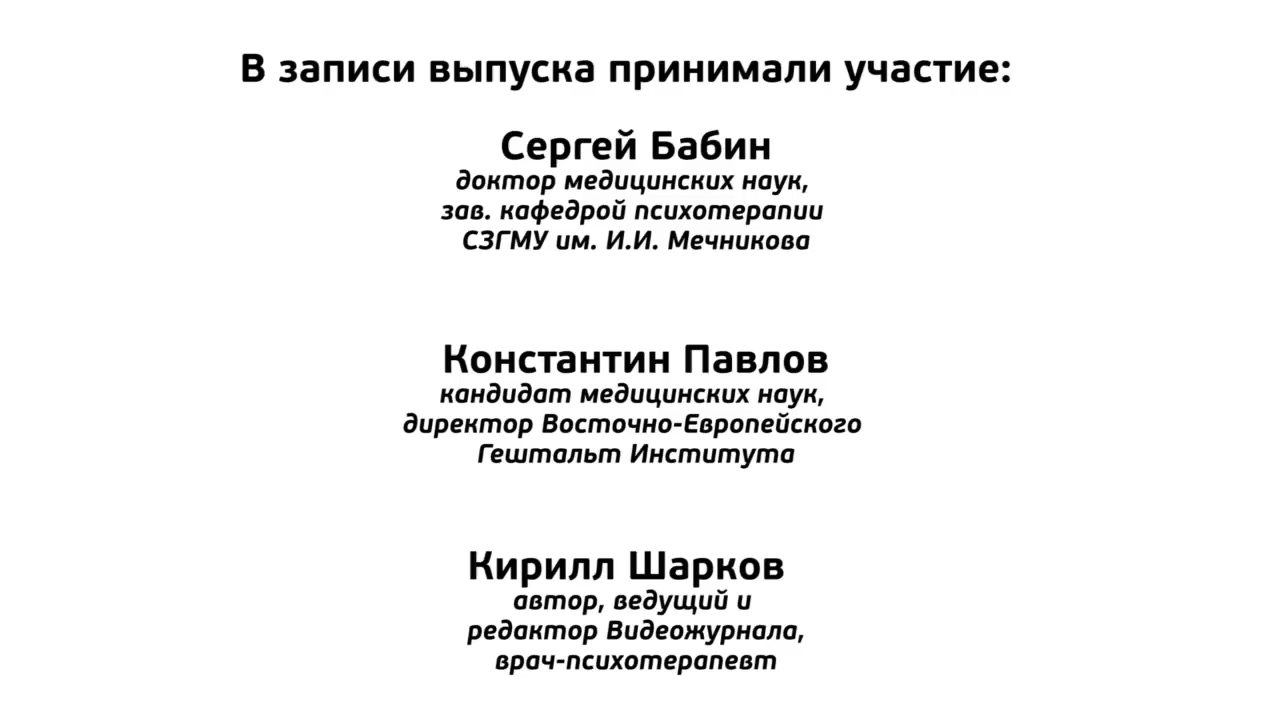 В записи выпуска принимали участие:
Сергей Бабин
доктор медицинских наук,
зав. кафедрой психотерапии
СЗГМУ им. И.И. Мечникова
Константин Павлов
кандидат медицинских наук,
директор Восточно-Европейского
Гештальт Института
Кирилл Шарков
автор, ведущий и
редактор Видеожурнала,
врач-психотерапевт